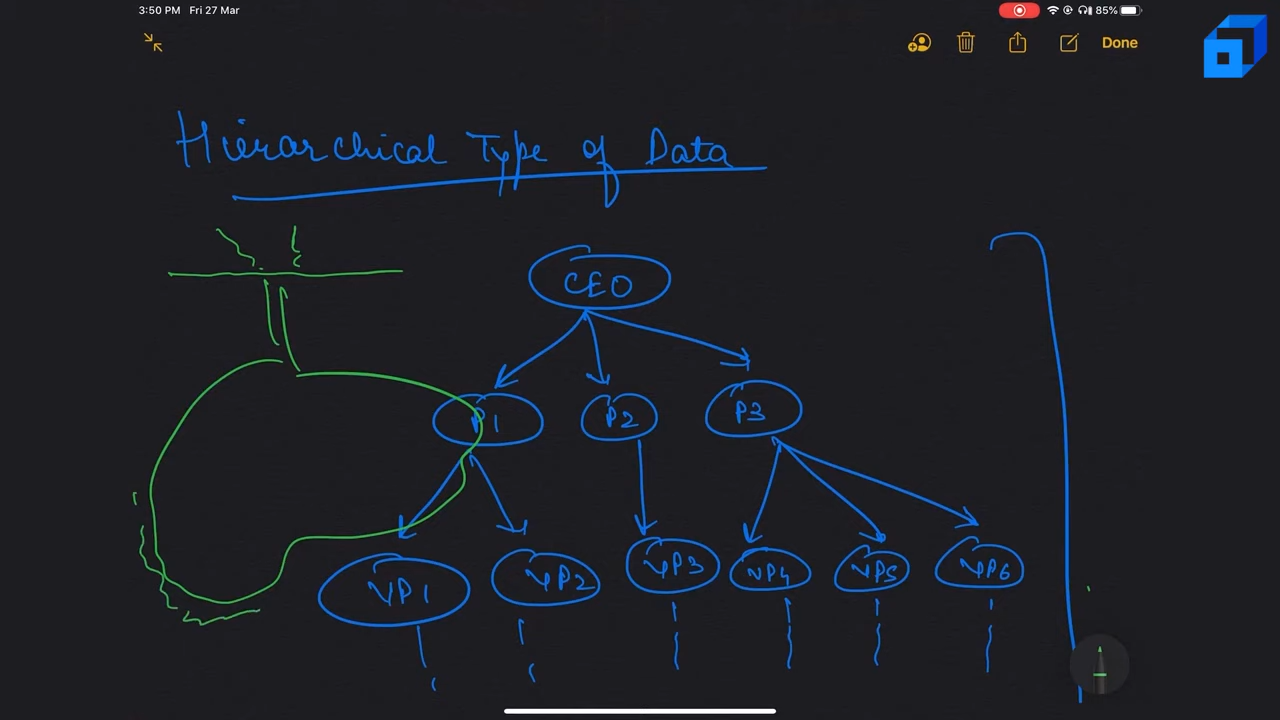 3:50 PM Fri 27 Mar
85%
Done
Hierarchical Type of Data
CEO
P1 P2 P3
VP1 VP2 VP3 VP4 VP5 VP6